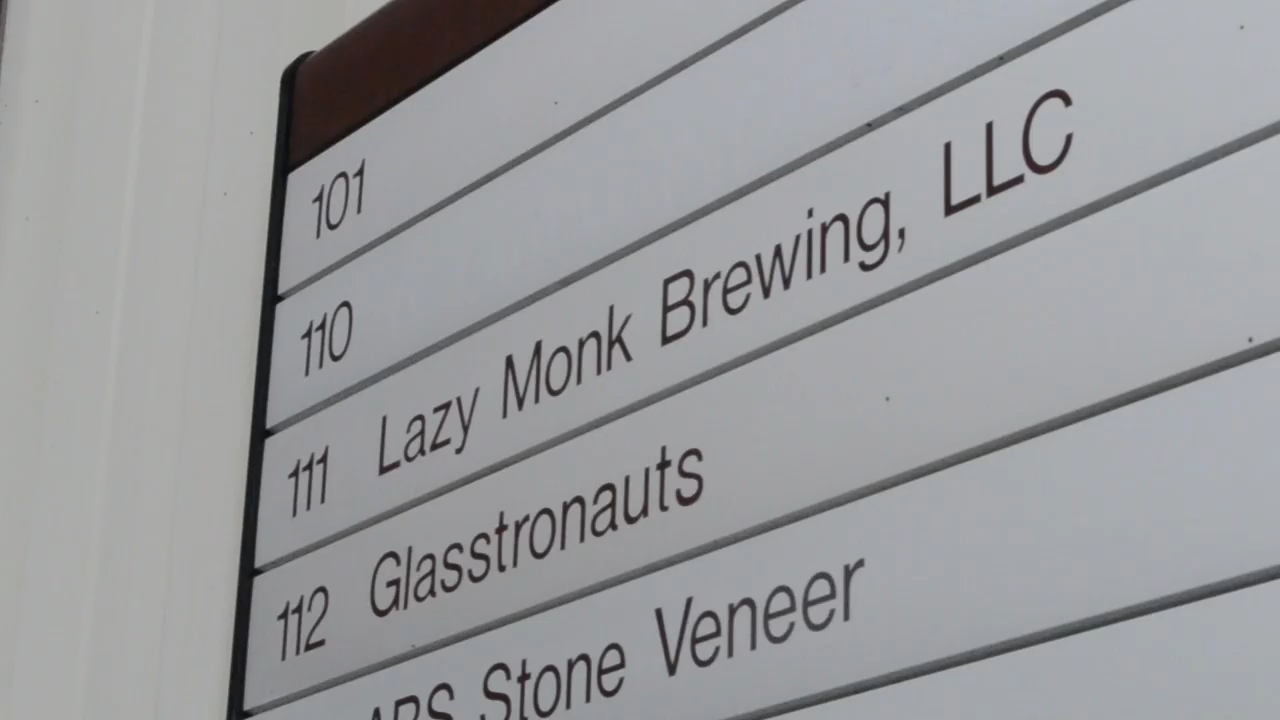 101
110
111 Lazy Monk Brewing, LLC
112 Glasstronauts
Stone Veneer